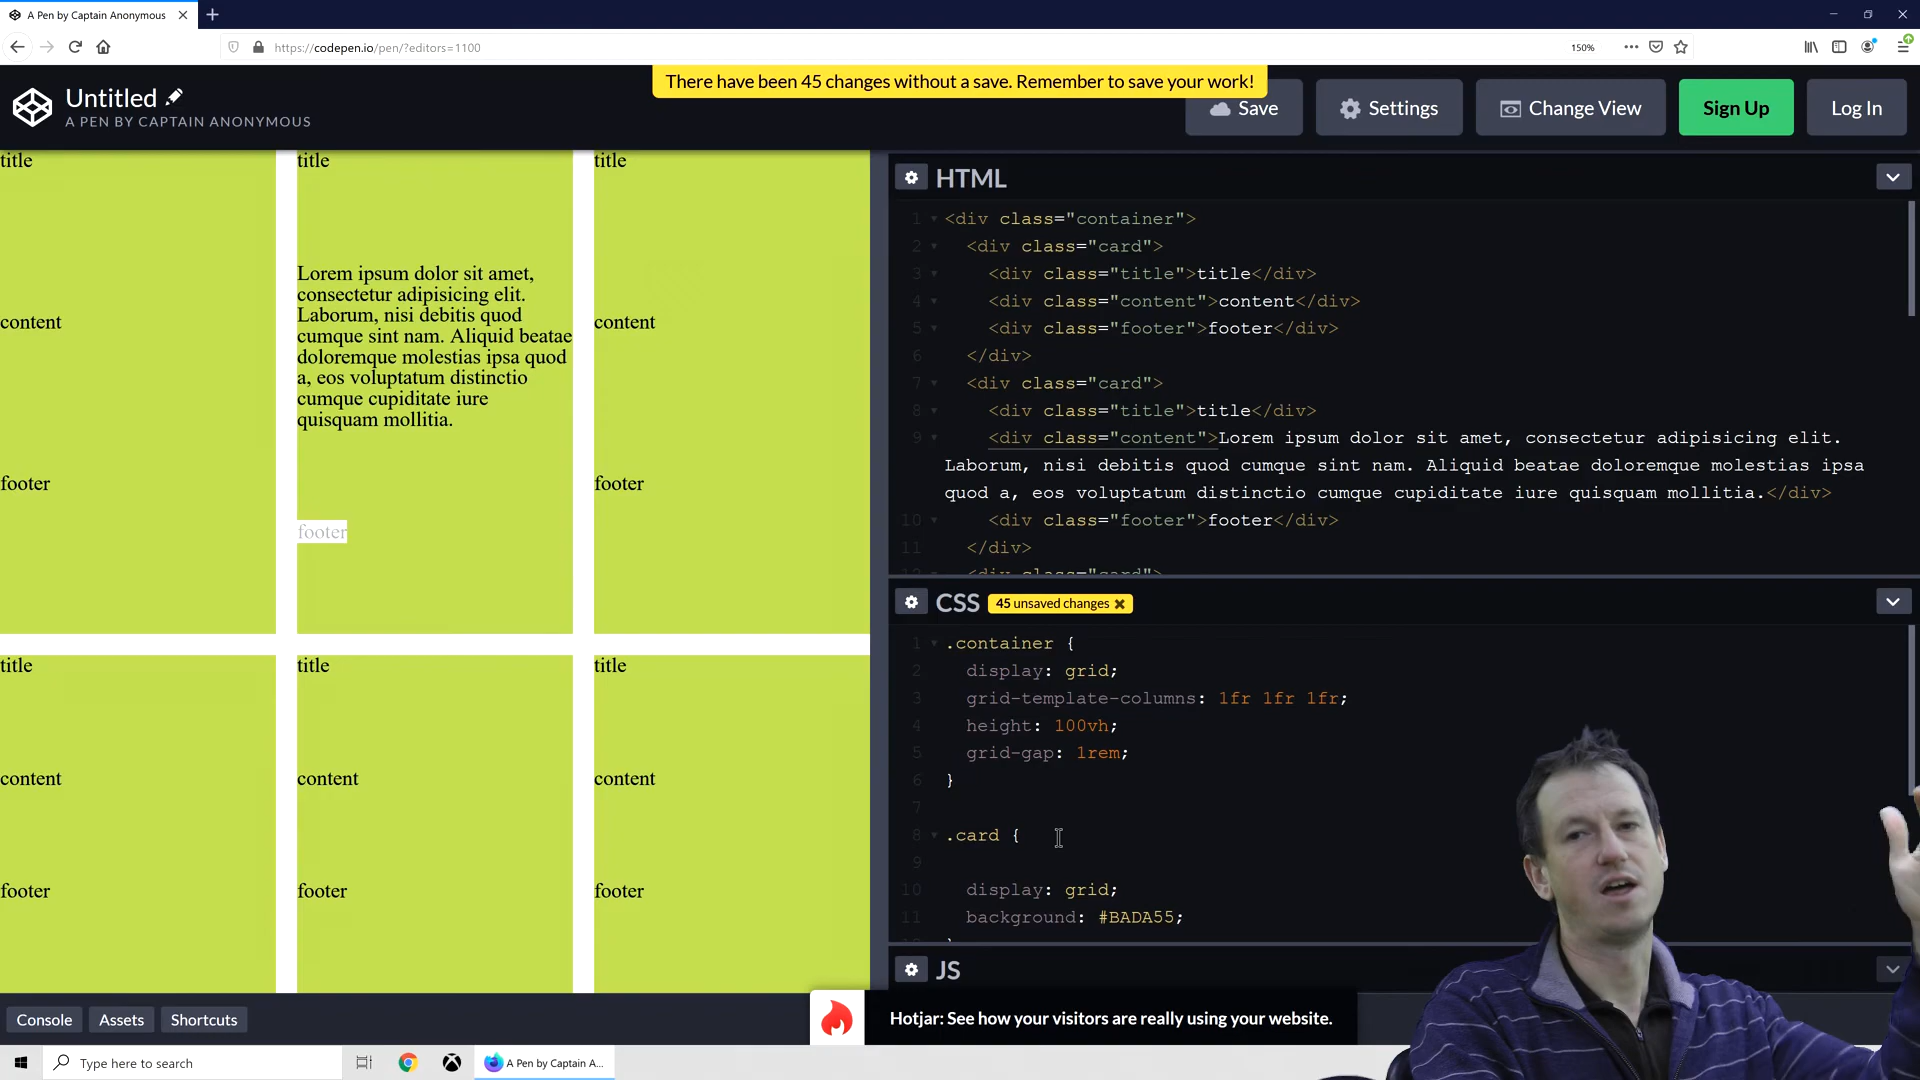 A Pen by Captain Anonymous
https://codepen.io/pen/?editors=1100
150%
There have been 45 changes without a save. Remember to save your work!
Untitled
A PEN BY CAPTAIN ANONYMOUS
Save
Settings
Change View
Sign Up
Log In
title
title
title
Lorem ipsum dolor sit amet,
consectetur adipisicing elit.
Laborum, nisi debitis quod
cumque sint nam. Aliquid beatae
doloremque molestias ipsa quod
a, eos voluptatum distinctio
cumque cupiditate iure
quisquam mollitia.
content
content
footer
footer
footer
title
title
title
content
content
content
footer
footer
footer
HTML
1 <div class="container">
2 <div class="card">
3 <div class="title">title</div>
4 <div class="content">content</div>
5 <div class="footer">footer</div>
6 </div>
7 <div class="card">
8 <div class="title">title</div>
9 <div class="content">Lorem ipsum dolor sit amet, consectetur adipisicing elit.
Laborum, nisi debitis quod cumque sint nam. Aliquid beatae doloremque molestias ipsa
quod a, eos voluptatum distinctio cumque cupiditate iure quisquam mollitia.</div>
10 <div class="footer">footer</div>
11 </div>
12 <div class="card">
CSS
45 unsaved changes
1 .container {
2 display: grid;
3 grid-template-columns: 1fr 1fr 1fr;
4 height: 100vh;
5 grid-gap: 1rem;
6 }
7
8 .card {
9
10 display: grid;
11 background: #BADA55;
JS
Console
Assets
Shortcuts
Hotjar: See how your visitors are really using your website.
Type here to search
A Pen by Captain A...